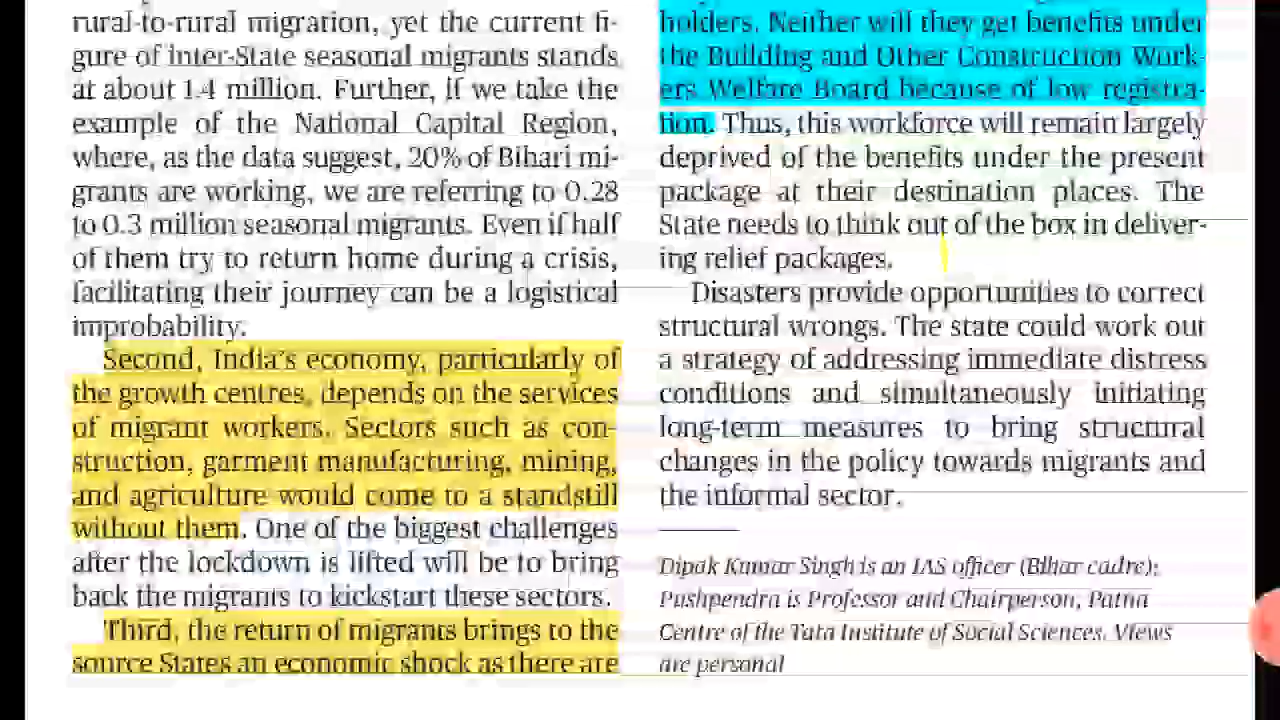 rural-to-rural migration, yet the current fi-
gure of inter-State seasonal migrants stands
at about 1.4 million. Further, if we take the
example of the National Capital Region,
where, as the data suggest, 20% of Bihari mi-
grants are working, we are referring to 0.28
to 0.3 million seasonal migrants. Even if half
of them try to return home during a crisis,
facilitating their journey can be a logistical
improbability.
Second, India's economy, particularly of
the growth centres, depends on the services
of migrant workers. Sectors such as con-
struction, garment manufacturing, mining,
and agriculture would come to a standstill
without them. One of the biggest challenges
after the lockdown is lifted will be to bring
back the migrants to kickstart these sectors.
Third, the return of migrants brings to the
source States an economic shock as there are
holders. Neither will they get benefits under
the Building and Other Construction Work-
ers Welfare Board because of low registra-
tion. Thus, this workforce will remain largely
deprived of the benefits under the present
package at their destination places. The
State needs to think out of the box in deliver-
ing relief packages.
Disasters provide opportunities to correct
structural wrongs. The state could work out
a strategy of addressing immediate distress
conditions and simultaneously initiating
long-term measures to bring structural
changes in the policy towards migrants and
the informal sector.
Dipak Kumar Singh is an IAS officer (Bihar cadre);
Pushpendra is Professor and Chairperson, Patna
Centre of the Tata Institute of Social Sciences. Views
are personal